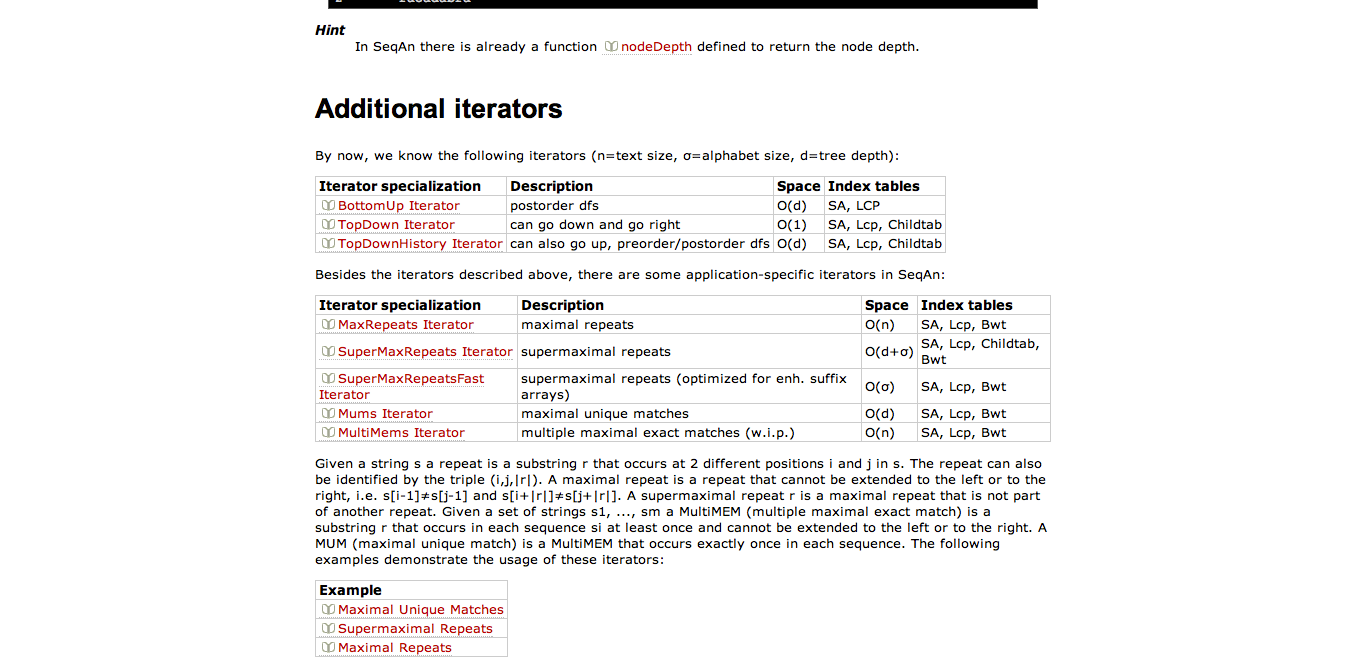 Hint
In SeqAn there is already a function nodeDepth defined to return the node depth.
Additional iterators
By now, we know the following iterators (n=text size, σ=alphabet size, d=tree depth):
Iterator specialization Description Space Index tables
BottomUp Iterator postorder dfs O(d) SA, LCP
TopDown Iterator can go down and go right O(1) SA, Lcp, Childtab
TopDownHistory Iterator can also go up, preorder/postorder dfs O(d) SA, Lcp, Childtab
Besides the iterators described above, there are some application-specific iterators in SeqAn:
Iterator specialization Description Space Index tables
MaxRepeats Iterator maximal repeats O(n) SA, Lcp, Bwt
SuperMaxRepeats Iterator supermaximal repeats O(d+σ) SA, Lcp, Childtab,
Bwt
SuperMaxRepeatsFast supermaximal repeats (optimized for enh. suffix
Iterator arrays) O(σ) SA, Lcp, Bwt
Mums Iterator maximal unique matches O(d) SA, Lcp, Bwt
MultiMems Iterator multiple maximal exact matches (w.i.p.) O(n) SA, Lcp, Bwt
Given a string s a repeat is a substring r that occurs at 2 different positions i and j in s. The repeat can also
be identified by the triple (i,j,|r|). A maximal repeat is a repeat that cannot be extended to the left or to the
right, i.e. s[i-1]≠s[j-1] and s[i+|r|]≠s[j+|r|]. A supermaximal repeat r is a maximal repeat that is not part
of another repeat. Given a set of strings s1, ..., sm a MultiMEM (multiple maximal exact match) is a
substring r that occurs in each sequence si at least once and cannot be extended to the left or to the right. A
MUM (maximal unique match) is a MultiMEM that occurs exactly once in each sequence. The following
examples demonstrate the usage of these iterators:
Example
Maximal Unique Matches
Supermaximal Repeats
Maximal Repeats